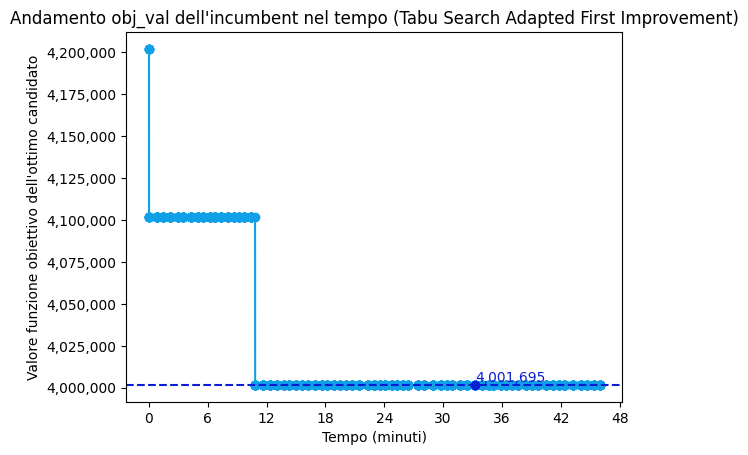 Andamento obj_val dell'incumbent nel tempo (Tabu Search Adapted First Improvement)
Valore funzione obiettivo dell'ottimo candidato
4,200,000
4,175,000
4,150,000
4,125,000
4,100,000
4,075,000
4,050,000
4,025,000
4,000,000
4,001,695
0 6 12 18 24 30 36 42 48
Tempo (minuti)